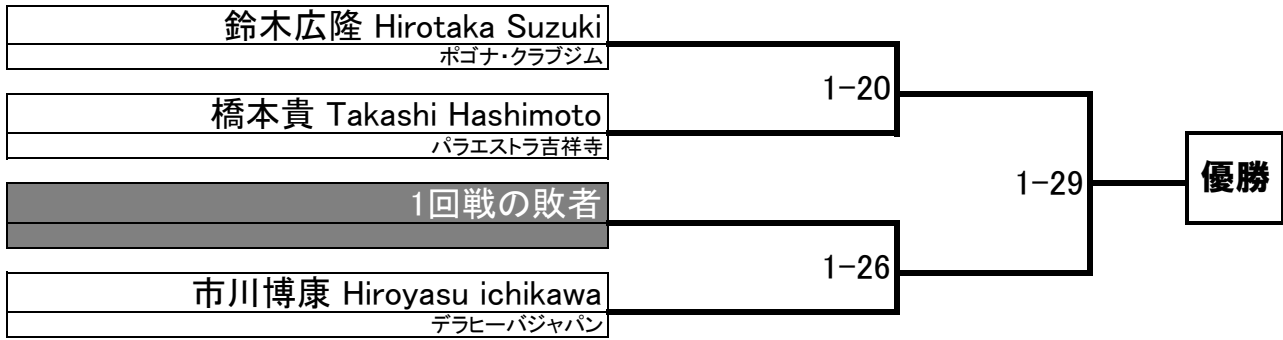 鈴木広隆 Hirotaka Suzuki
ポゴナ・クラブジム
1-20
橋本貴 Takashi Hashimoto
パラエストラ吉祥寺
1-29
優勝
1回戦の敗者
1-26
市川博康 Hiroyasu ichikawa
デラヒーバジャパン